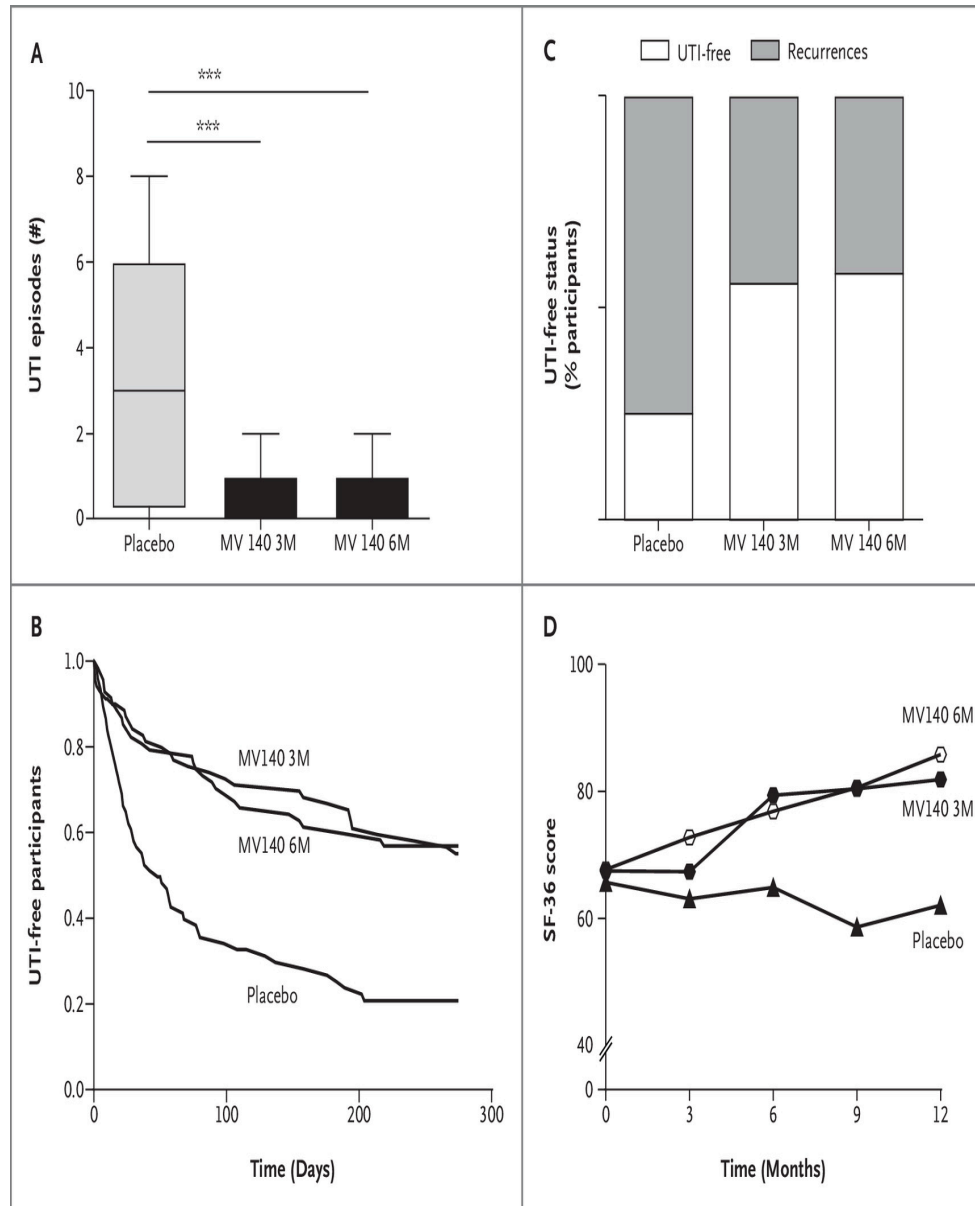 A
10
8
6
4
2
0
UTI episodes (#)
***
***
Placebo
MV 140 3M
MV 140 6M
C
UTI-free
Recurrences
UTI-free status
(% participants)
Placebo
MV 140 3M
MV 140 6M
B
1.0
0.8
0.6
0.4
0.2
0.0
UTI-free participants
MV140 3M
MV140 6M
Placebo
0
100
200
300
Time (Days)
D
100
80
60
40
0
SF-36 score
MV140 6M
MV140 3M
Placebo
0
3
6
9
12
Time (Months)